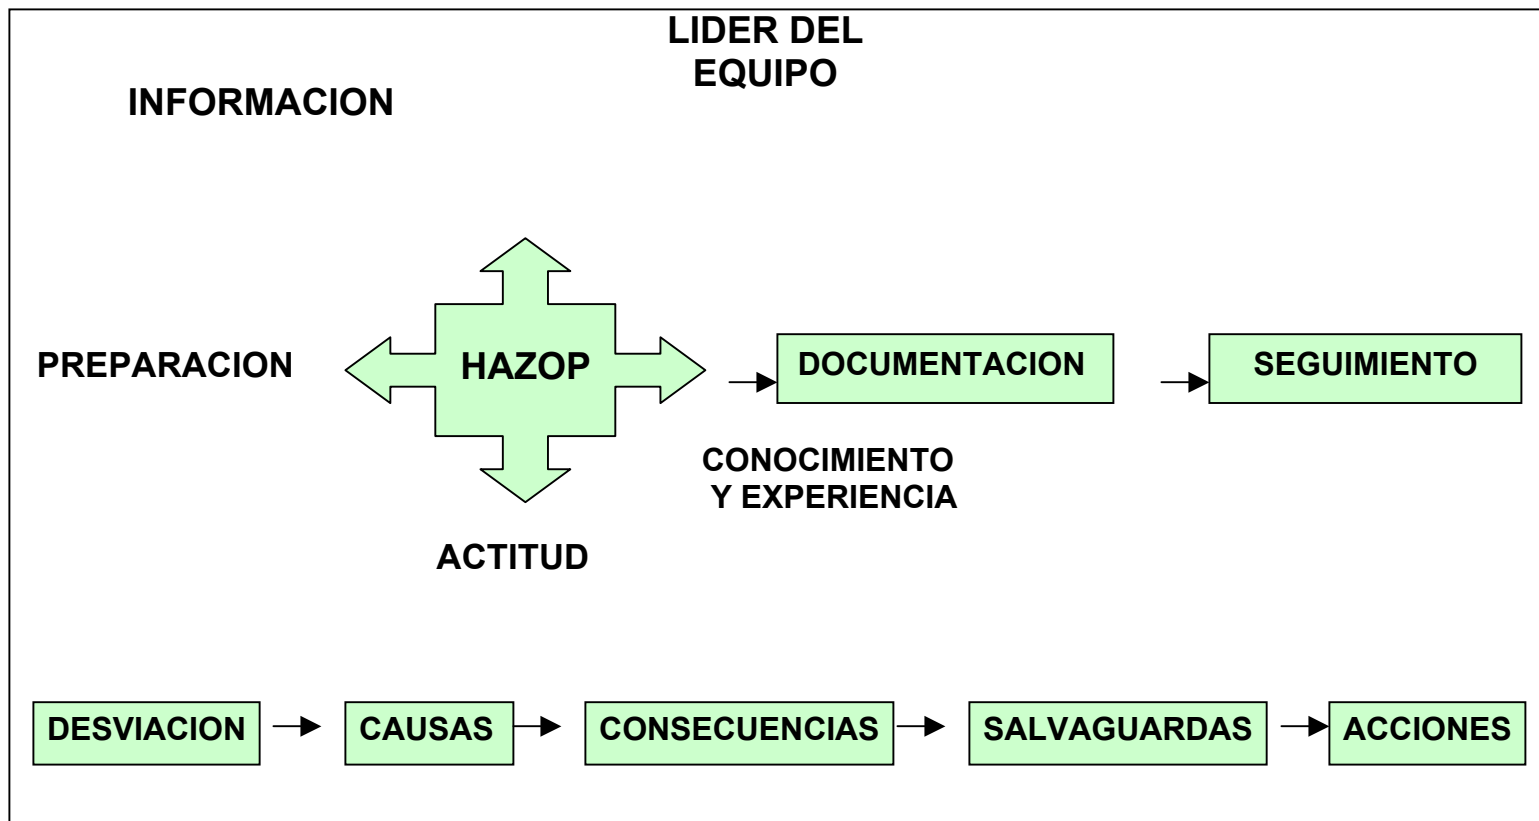 LIDER DEL
EQUIPO
INFORMACION
PREPARACION
HAZOP
DOCUMENTACION
SEGUIMIENTO
CONOCIMIENTO
Y EXPERIENCIA
ACTITUD
DESVIACION
CAUSAS
CONSECUENCIAS
SALVAGUARDAS
ACCIONES